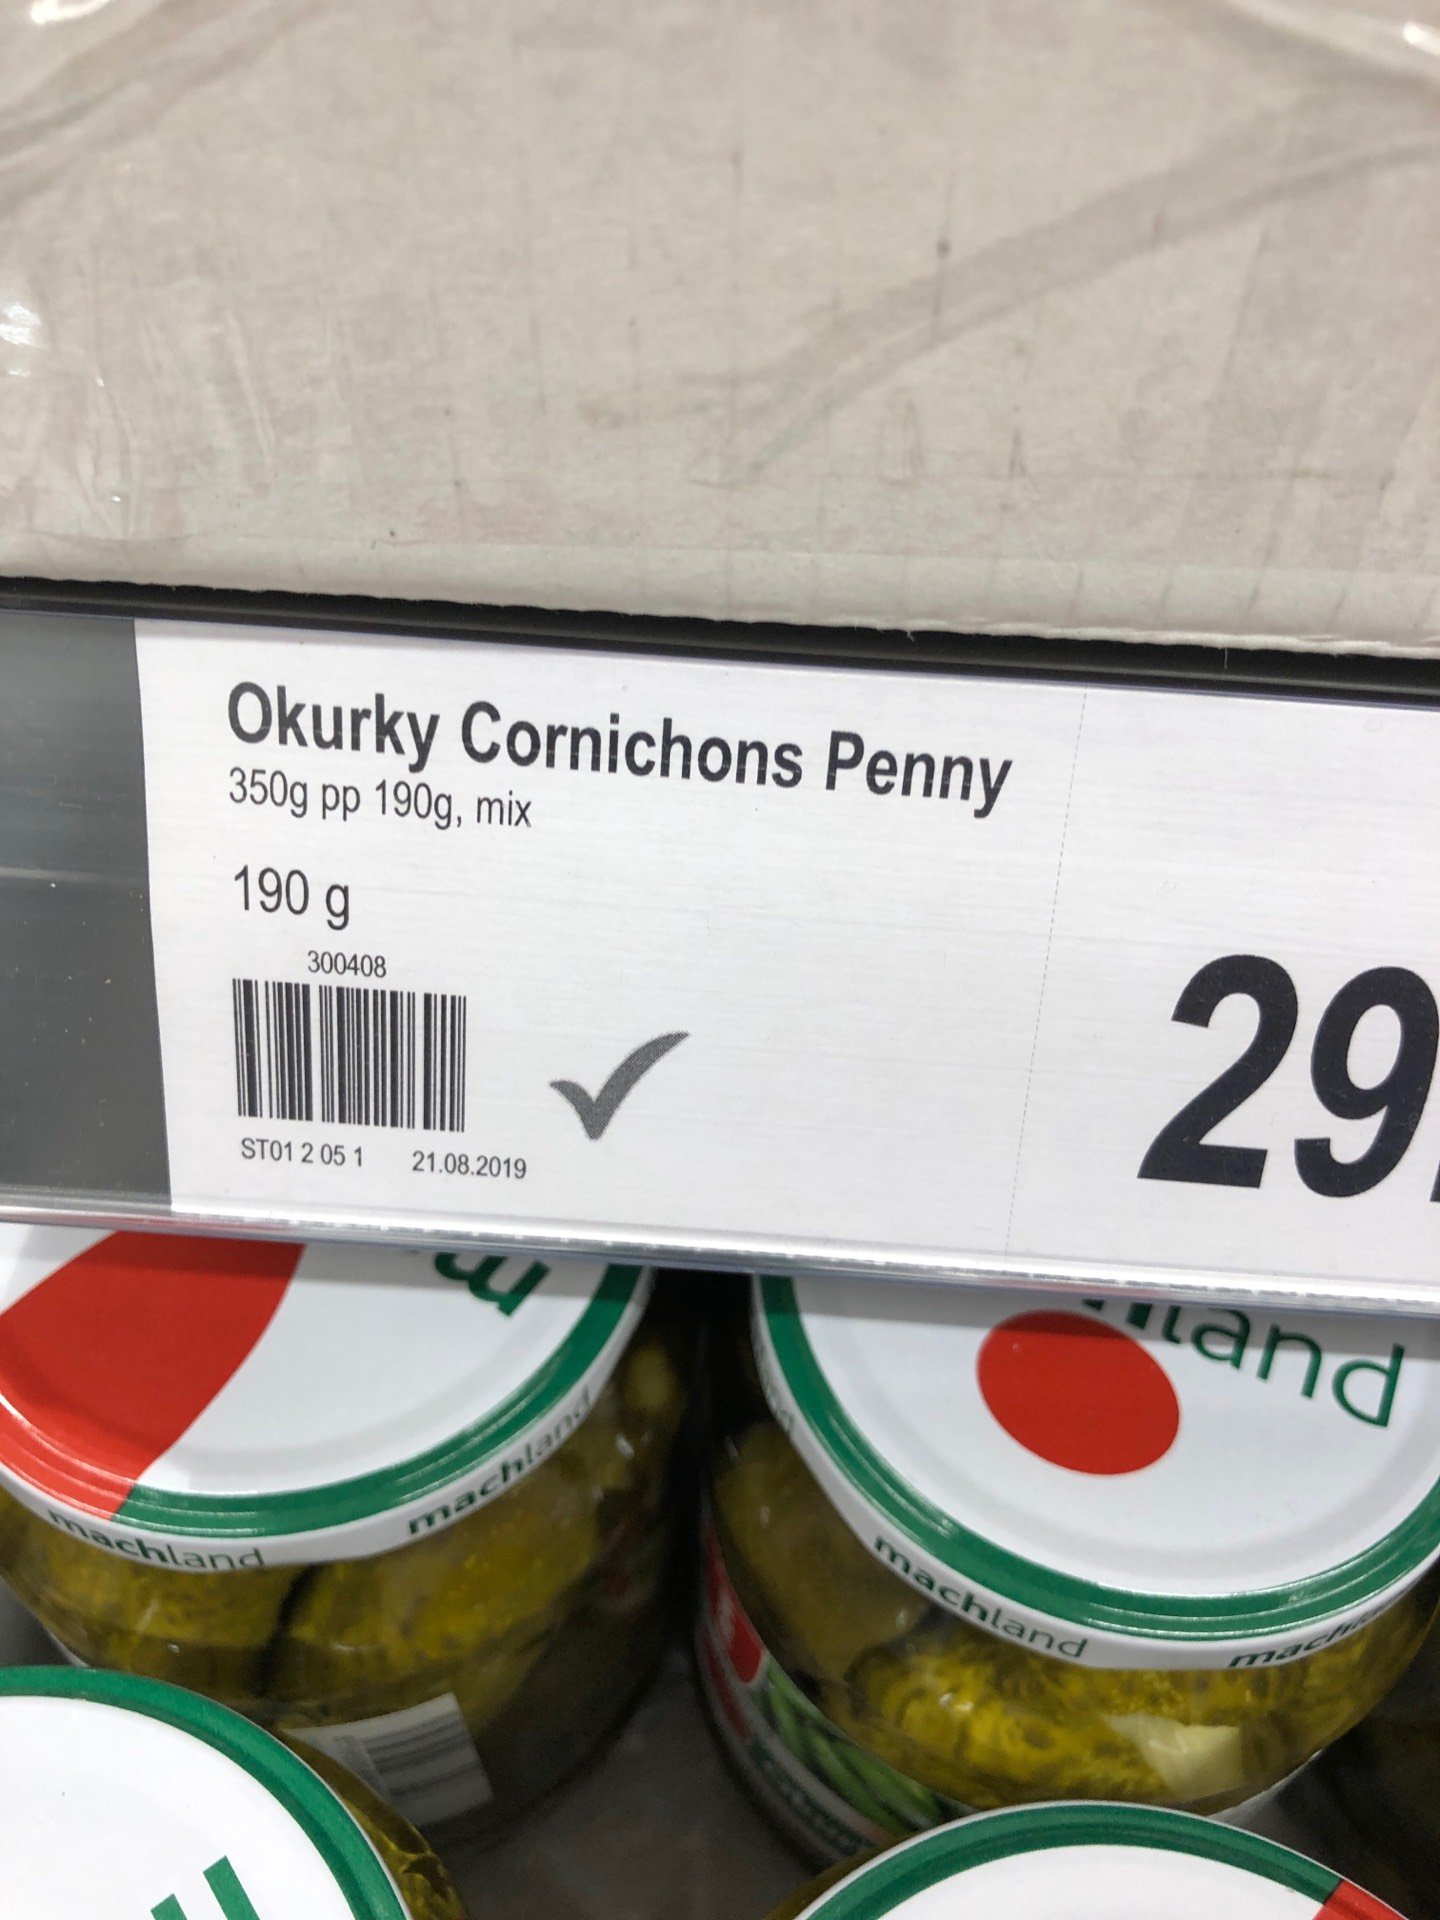 Okurky Cornichons Penny
350g pp 190g, mix
190 g
300408
29
ST01 2 05 1 21.08.2019
machland
machland
machland